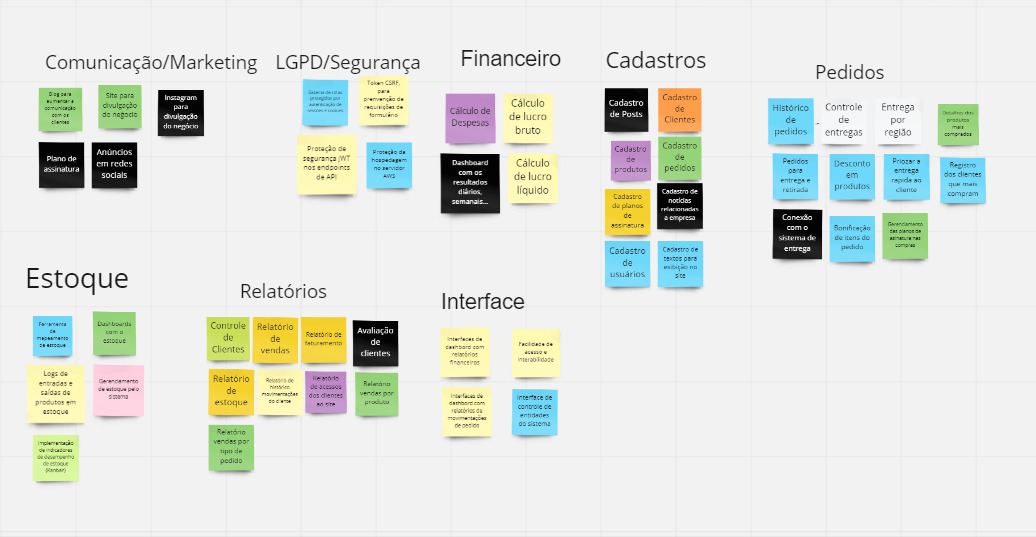 Comunicação/Marketing
Blog para
aumentar a
comunicação
com os
clientes
Site para
divulgação
do negócio
Instagram
para
divulgação
do negócio
Plano de
assinatura
Anúncios
em redes
sociais
LGPD/Segurança
Sistema de rotas
protegidos por
autenticação de
Token CSRF,
para
prenvenção de
requisições de
formulário
Proteção de
segurança JWT
nos endpoints
de API
Proteção da
hospedagem
no servidor
AWS
Financeiro
Cálculo de
Despesas
Cálculo
de lucro
bruto
Dashboard
com os
resultados
diários,
semanais...
Cálculo
de lucro
líquido
Cadastros
Cadastro
de Posts
Cadastro
de
Clientes
Cadastro
de
produtos
Cadastro
de
pedidos
Cadastro
de planos
de
assinatura
Cadastro de
notícias
relacionadas
a empresa
Cadastro
de
usuários
Cadastro de
textos para
exibição no
site
Pedidos
Histórico
de
pedidos
Controle
de
entregas
Entrega
por
região
Detalhes dos
produtos
mais
comprados
Pedidos
para
entrega e
retirada
Desconto
em
produtos
Priozar a
entrega
rapida ao
cliente
Registro
dos clientes
que mais
compram
Conexão
com o
sistema de
entrega
Bonificação
de itens do
pedido
Gerenciamento
dos planos de
assinatura nas
compras
Estoque
Ferramenta
de
mapeamento
de estoque
Dashboards
com o
estoque
Logs de
entradas e
saídas de
produtos em
estoque
Gerenciamento
de estoque pelo
sistema
Implementação
de indicadores
de desempenho
de estoque
(Kanban)
Relatórios
Controle
de
Clientes
Relatório
de
vendas
Relatório de
faturamento
Avaliação
de
clientes
Relatório
de
estoque
Relatório de
histórico
movimentações
do cliente
Relatório
de acessos
dos clientes
ao site
Relatório
vendas por
produto
Relatório
vendas por
tipo de
pedido
Interface
Interfaces de
dashbord com
relatórios
financeiros
Facilidade de
acesso e
interabilidade
Interfaces de
dashbord com
relatórios de
movimentações
de pedido
Interface de
controle de
entidades
do sistema